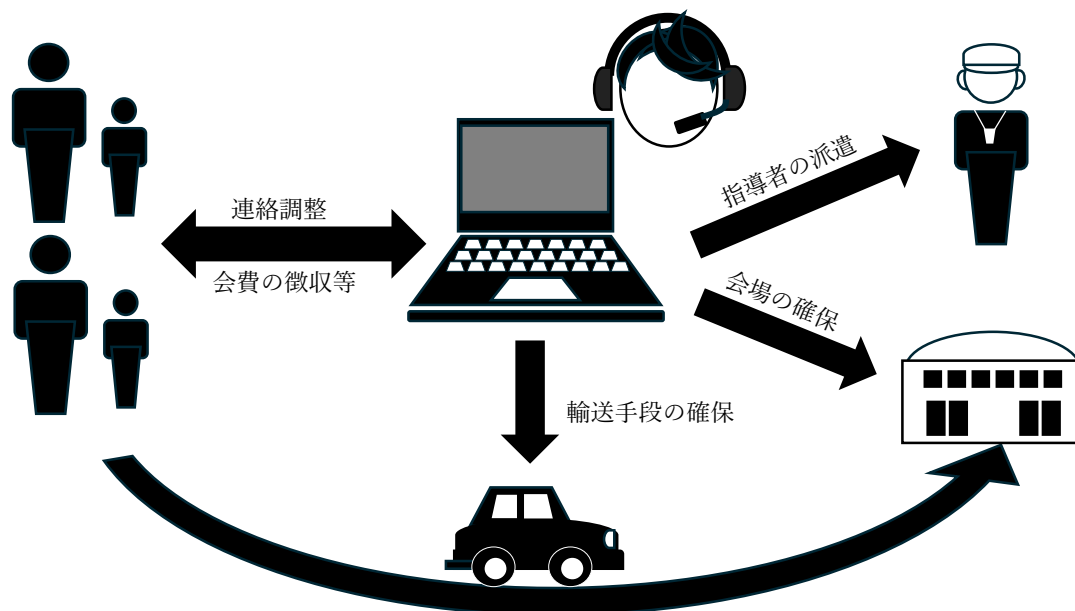 指導者の派遣
連絡調整
会費の徴収等
会場の確保
輸送手段の確保